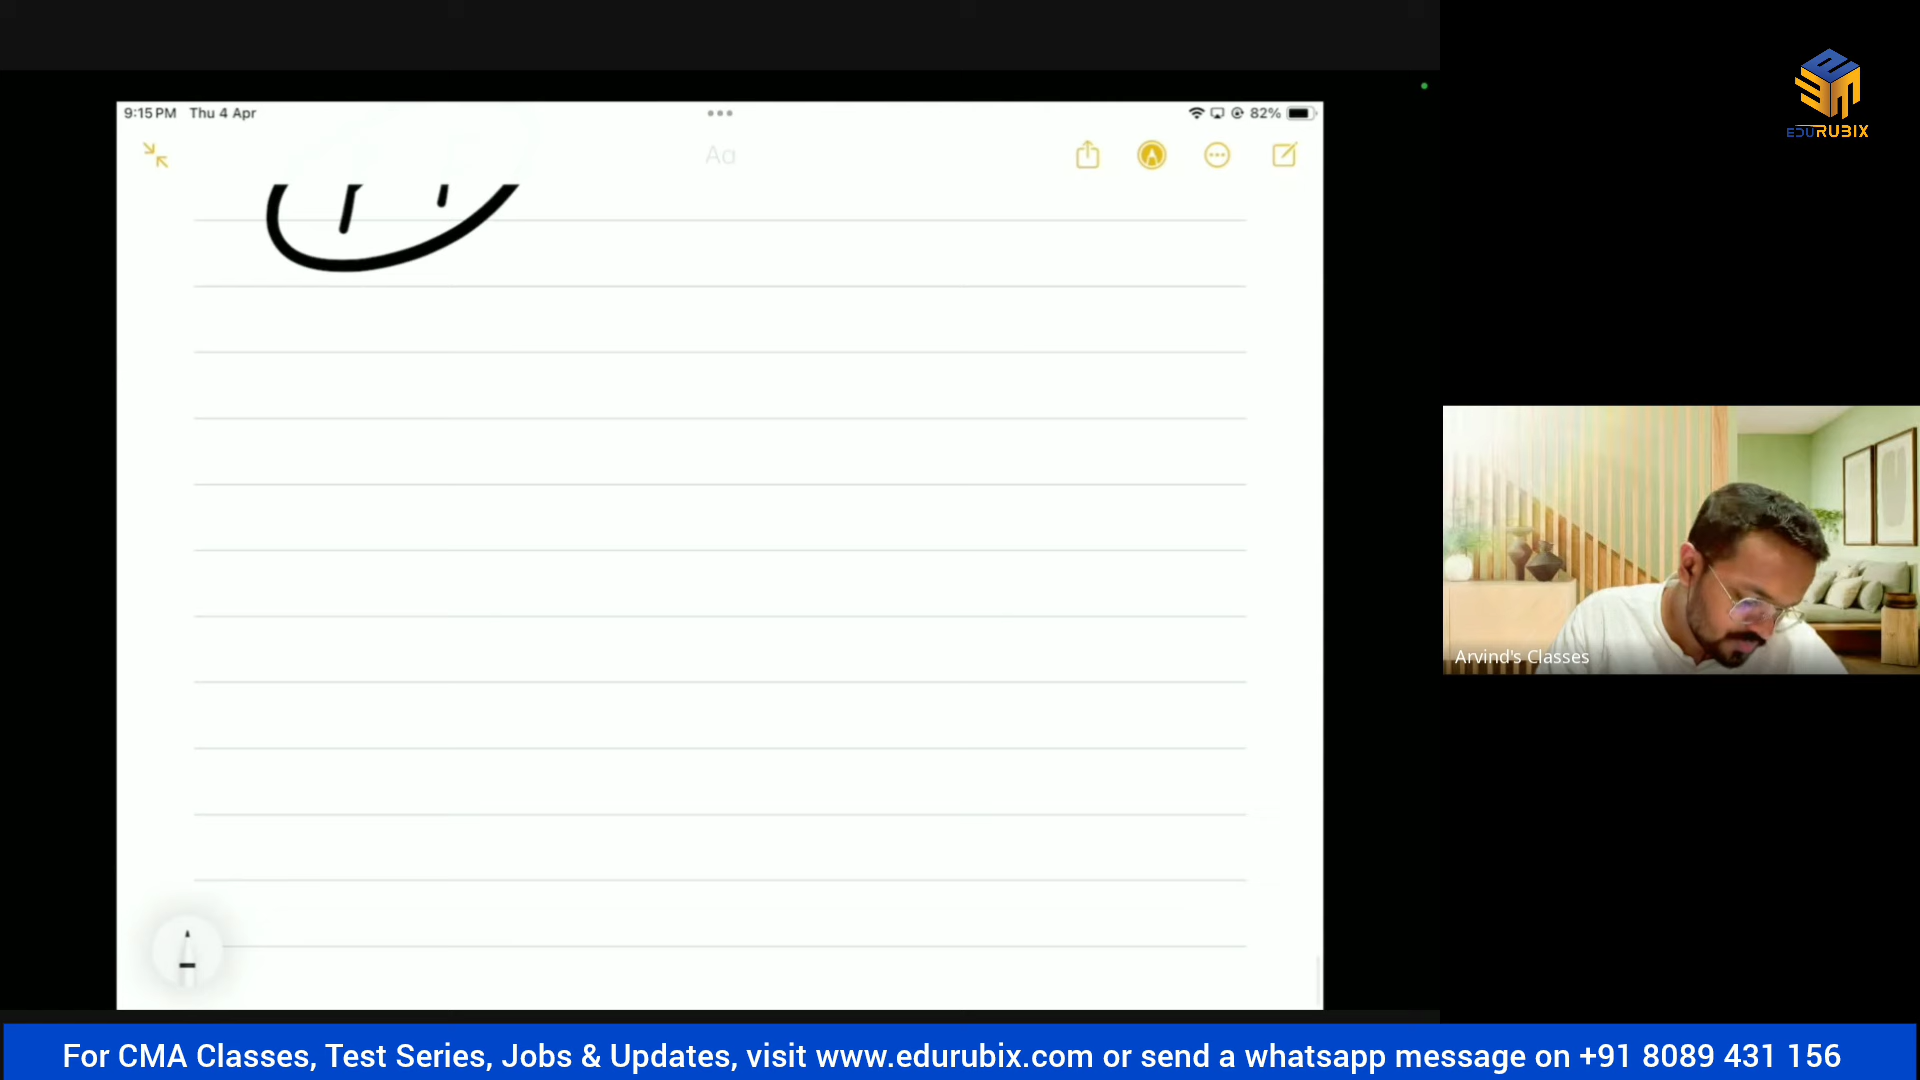 9:15 PM Thu 4 Apr
82%
Aa
EDURUBIX
Arvind's Classes
For CMA Classes, Test Series, Jobs & Updates, visit www.edurubix.com or send a whatsapp message on +91 8089 431 156